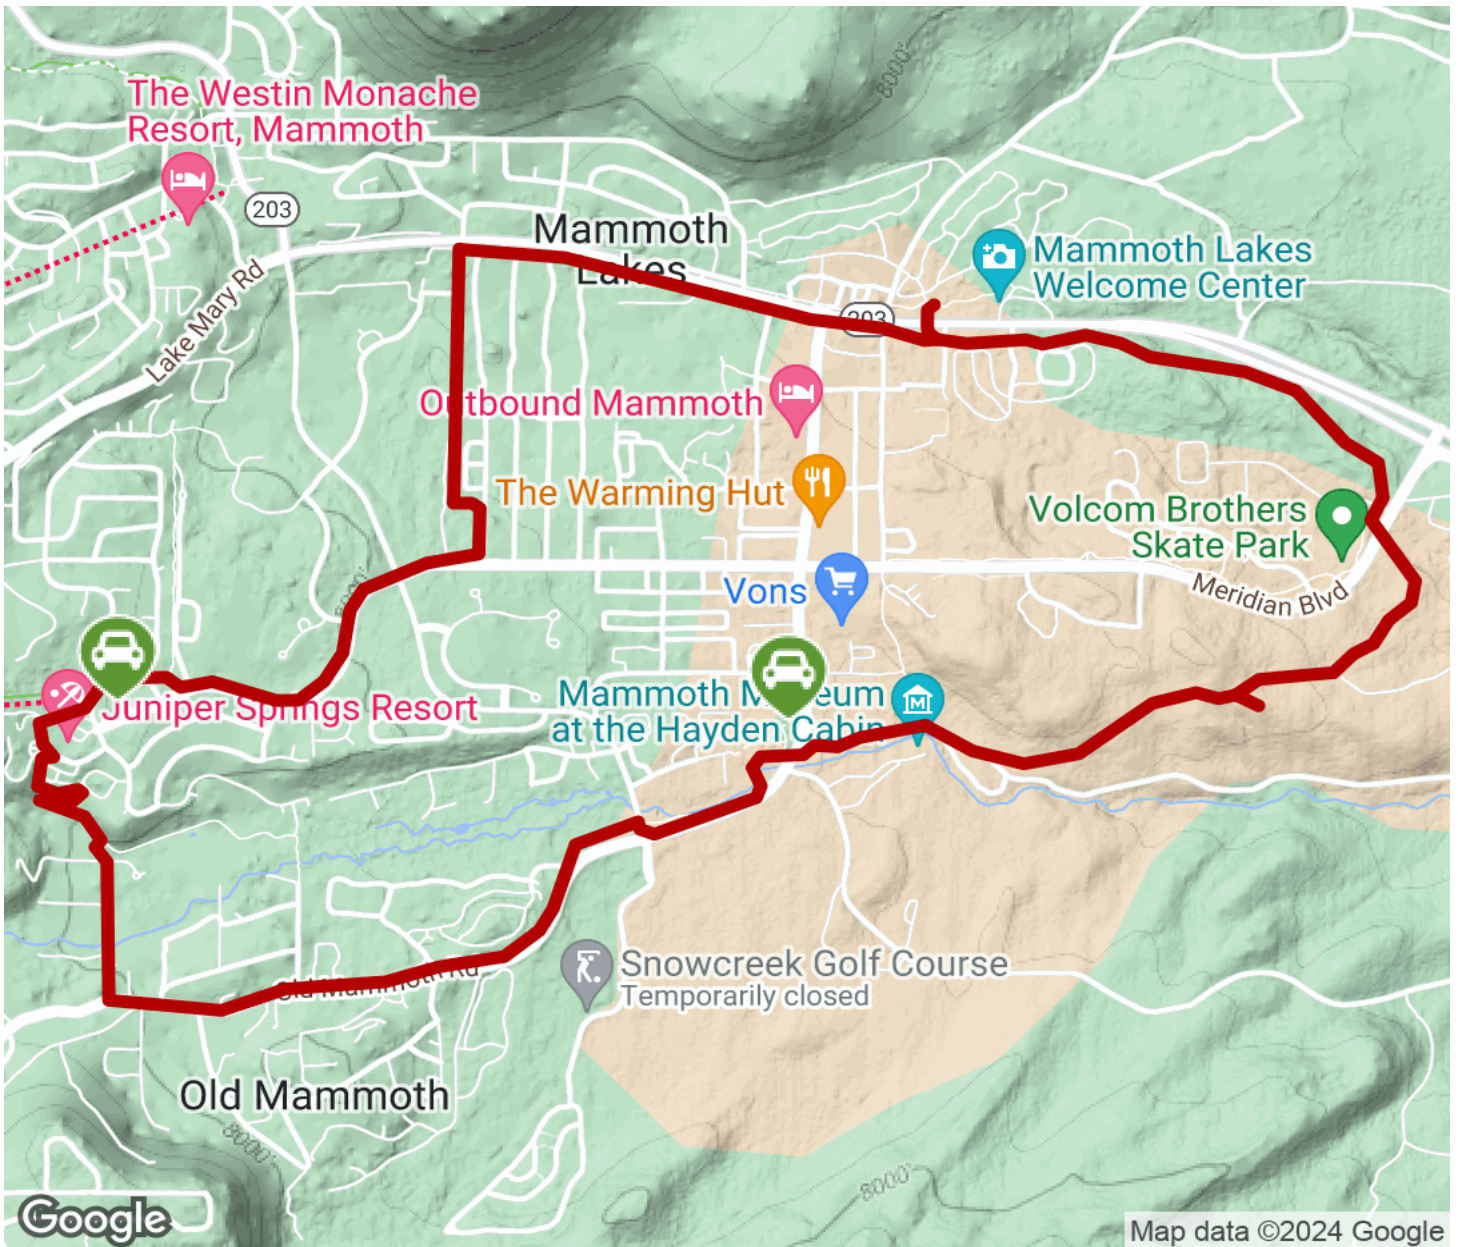 8000'
The Westin Monache
Resort, Mammoth
203
Mammoth
Lakes
Mammoth Lakes
Welcome Center
Lake Mary Rd
203
Outbound Mammoth
The Warming Hut
Volcom Brothers
Skate Park
8000'
Vons
Meridian Blvd
Juniper Springs Resort
Mammoth Museum
at the Hayden Cabin
M
Old Mammoth Rd
Snowcreek Golf Course
Temporarily closed
Old Mammoth
8000'
8000'
Google
Map data ©2024 Google